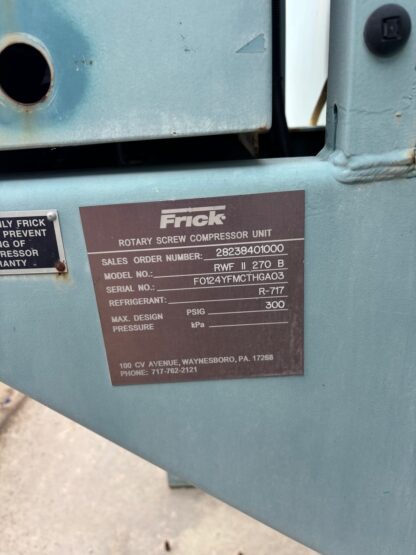 Frick
ROTARY SCREW COMPRESSOR UNIT
SALES ORDER NUMBER: 28238401000
MODEL NO.: RWF II 270 B
SERIAL NO.: F0124YFMCTHGA03
REFRIGERANT: R-717
MAX. DESIGN PRESSURE PSIG 300
kPa
100 CV AVENUE, WAYNESBORO, PA. 17268
PHONE: 717-762-2121
NLY FRICK
PREVENT
NG OF
PRESSOR
RANTY